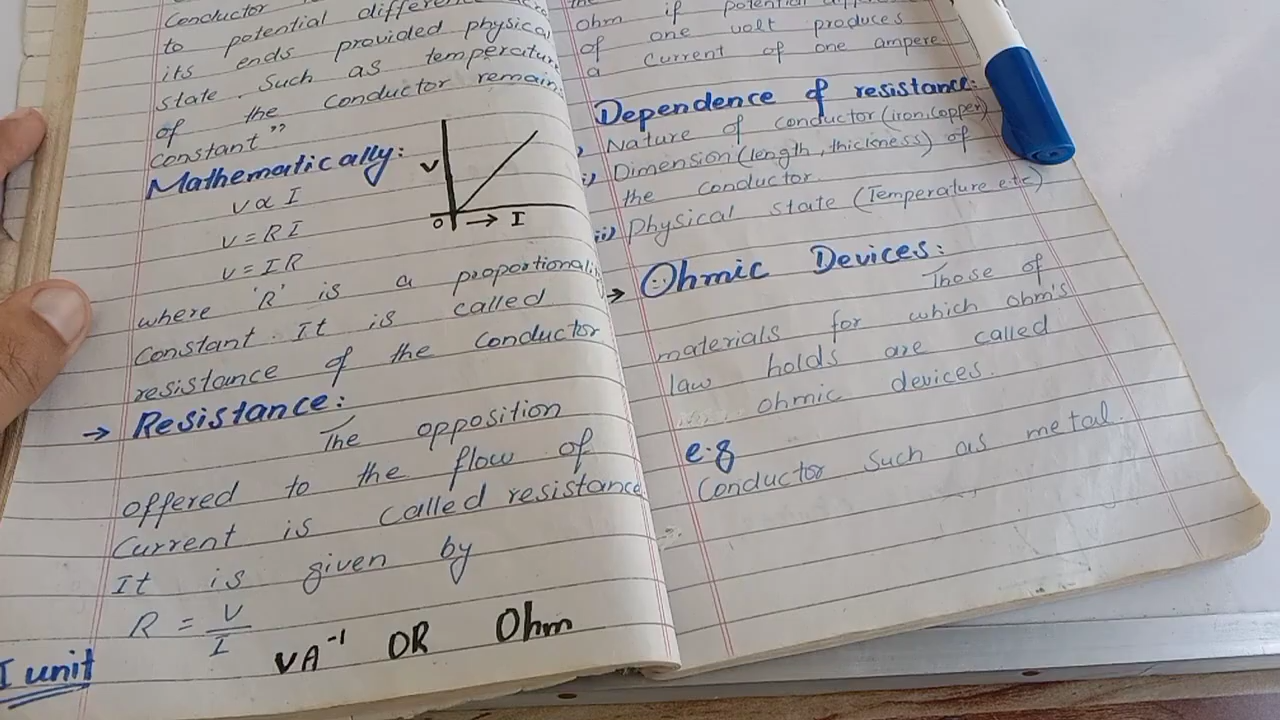 Conductor
to potential difference
its ends provided physical
state. Such as temperature
of the conductor remain
constant"
Mathematically:
V
O → I
V ∝ I
V = RI
V = IR
where 'R' is a proportionali
Constant. It is called
resistance of the conductor
→ Resistance:
The opposition
offered to the flow of
Current is called resistance
It is given by
R = V/I
I unit VA⁻¹ OR Ohm
ohm if potential
of one volt produces
a current of one ampere
Dependence of resistance:
) Nature of conductor (iron, copper)
i) Dimension (length, thickness) of
the conductor
ii) Physical state (Temperature etc)
→ Ohmic Devices:
Those of
materials for which ohm's
law holds are called
ohmic devices.
e.g
Conductor such as metal.